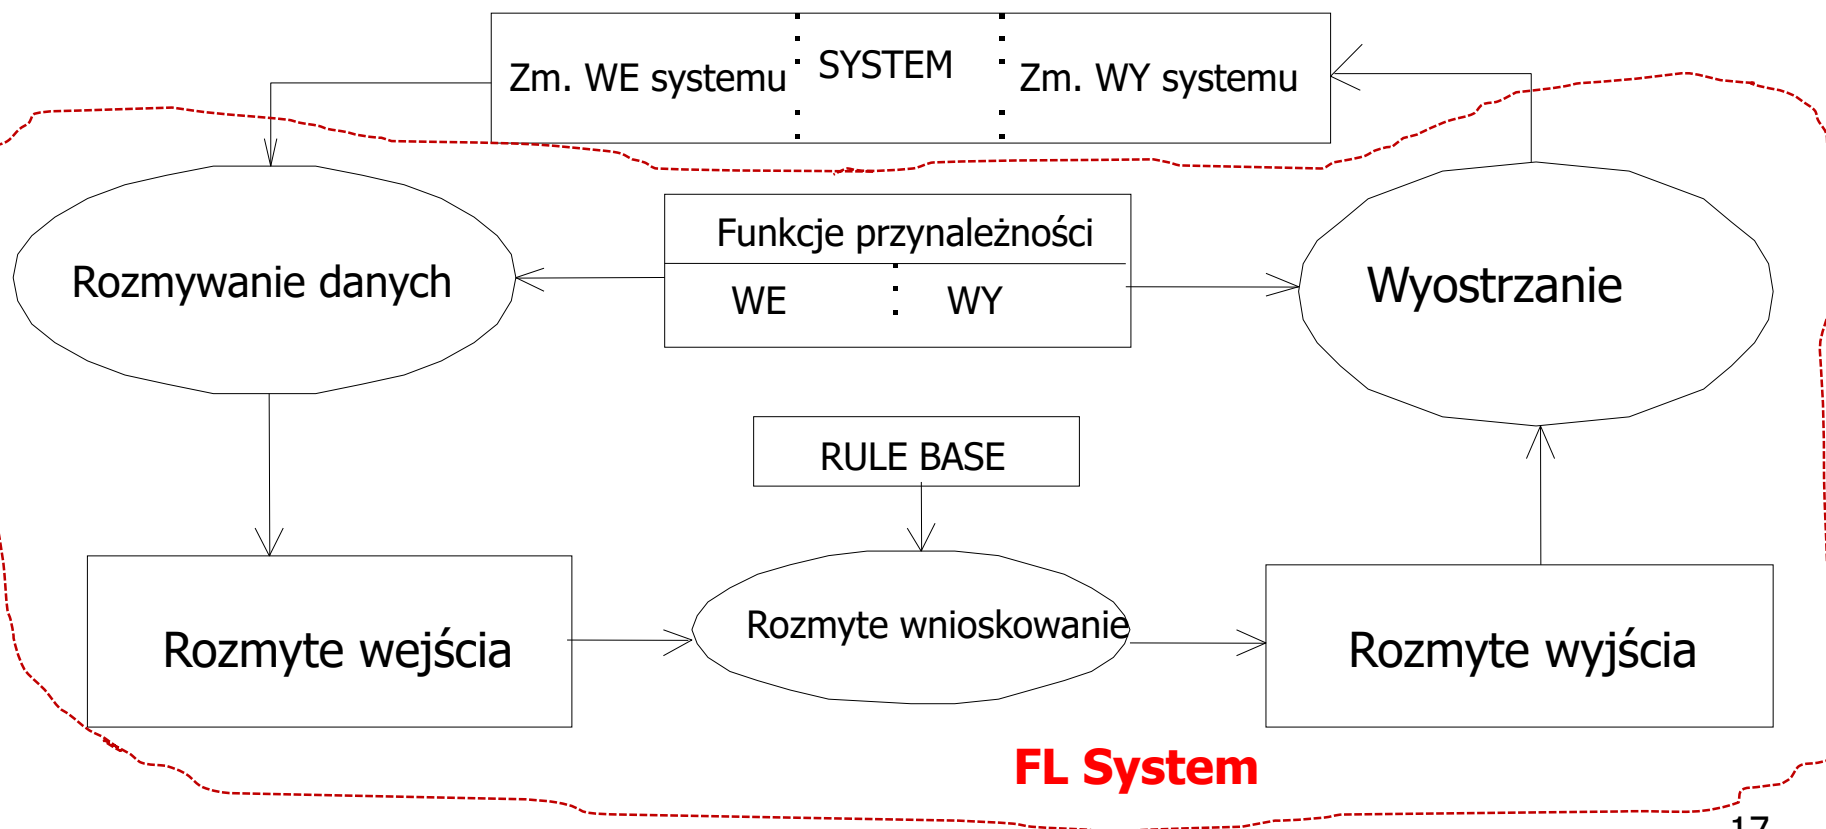 Zm. WE systemu
SYSTEM
Zm. WY systemu
Funkcje przynależności
WE
WY
Rozmywanie danych
Wyostrzanie
RULE BASE
Rozmyte wejścia
Rozmyte wnioskowanie
Rozmyte wyjścia
FL System
17